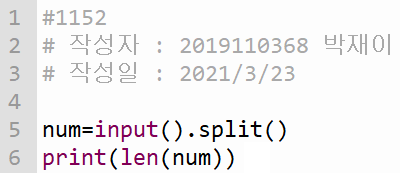 1 #1152
2 # 작성자 : 2019110368 박재이
3 # 작성일 : 2021/3/23
4
5 num=input().split()
6 print(len(num))